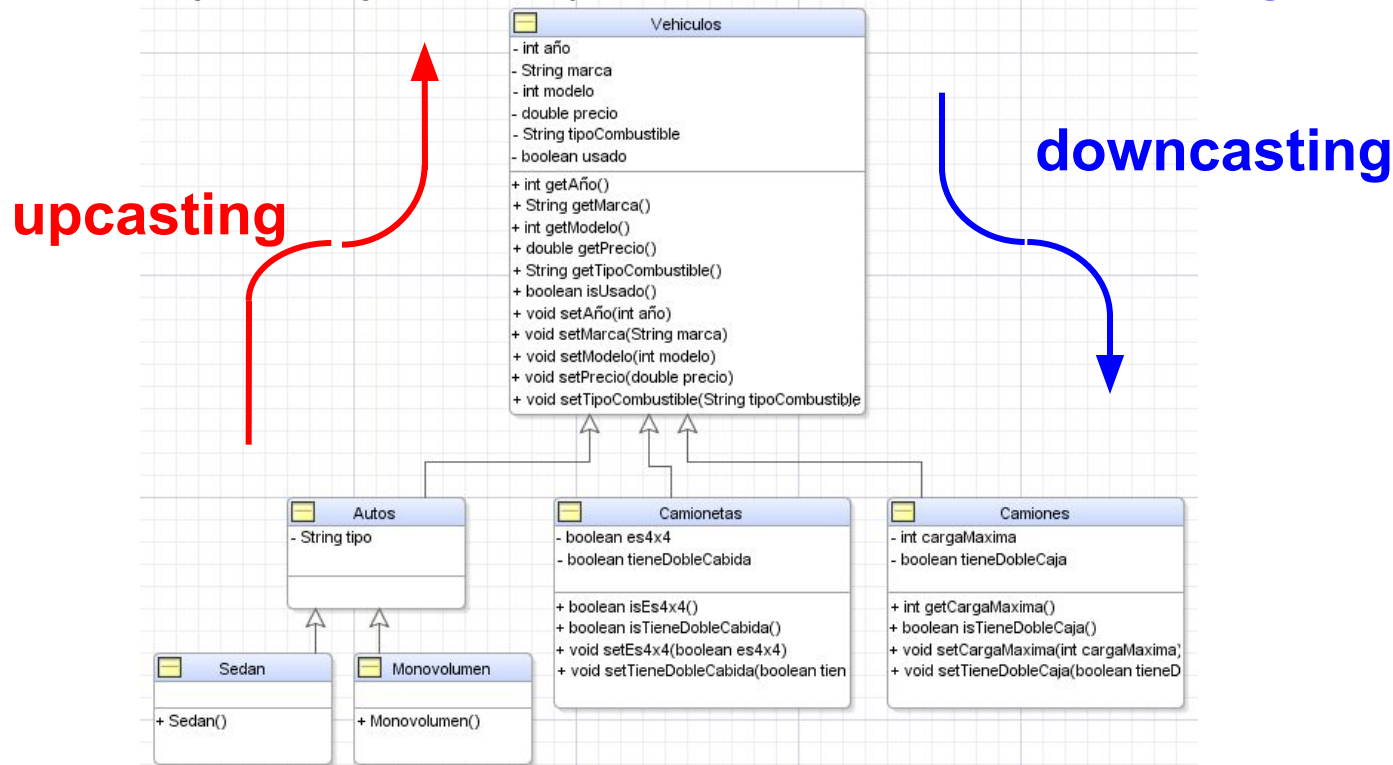 Vehiculos
- int año
- String marca
- int modelo
- double precio
- String tipoCombustible
- boolean usado
+ int getAño()
+ String getMarca()
+ int getModelo()
+ double getPrecio()
+ String getTipoCombustible()
+ boolean isUsado()
+ void setAño(int año)
+ void setMarca(String marca)
+ void setModelo(int modelo)
+ void setPrecio(double precio)
+ void setTipoCombustible(String tipoCombustible
upcasting
downcasting
Autos
- String tipo
Camionetas
- boolean es4x4
- boolean tieneDobleCabida
+ boolean isEs4x4()
+ boolean isTieneDobleCabida()
+ void setEs4x4(boolean es4x4)
+ void setTieneDobleCabida(boolean tien
Camiones
- int cargaMaxima
- boolean tieneDobleCaja
+ int getCargaMaxima()
+ boolean isTieneDobleCaja()
+ void setCargaMaxima(int cargaMaxima)
+ void setTieneDobleCaja(boolean tieneD
Sedan
+ Sedan()
Monovolumen
+ Monovolumen()